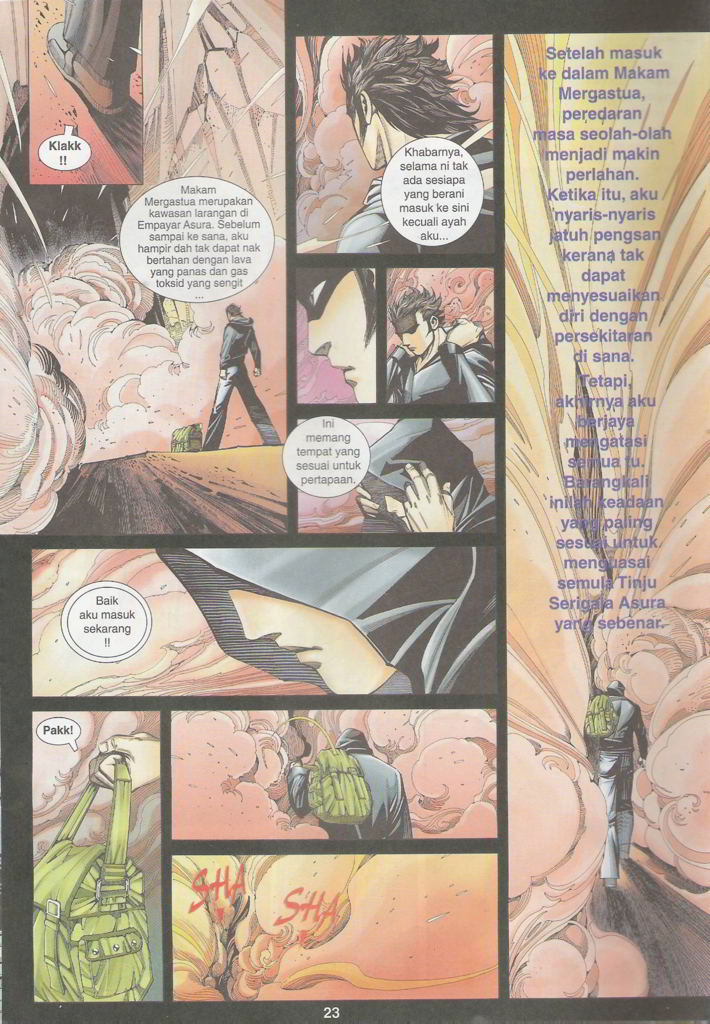 Klakk
!!
Makam
Mergastua merupakan
kawasan larangan di
Empayar Asura. Sebelum
sampai ke sana, aku
hampir dah tak dapat nak
bertahan dengan lava
yang panas dan gas
toksid yang sengit
...
Khabarnya,
selama ni tak
ada sesiapa
yang berani
masuk ke sini
kecuali ayah
aku...
Ini
memang
tempat yang
sesuai untuk
pertapaan.
Baik
aku masuk
sekarang
!!
Pakk!
SHA
SHA
Setelah masuk
ke dalam Makam
Mergastua,
peredaran
masa seolah-olah
menjadi makin
perlahan.
Ketika itu, aku
nyaris-nyaris
jatuh pengsan
kerana tak
dapat
menyesuaikan
diri dengan
persekitaran
di sana.
Tetapi,
akhirnya aku
berjaya
mengatasi
semua tu.
Barangkali
inilah keadaan
yang paling
sesuai untuk
menguasai
semula Tinju
Serigala Asura
yang sebenar.
23